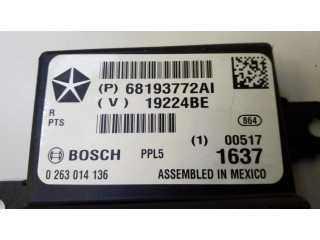 (P) 68193772AI
(V) 19224BE
R
PTS
864
(1) 00517
BOSCH PPL5 1637
0 263 014 136 ASSEMBLED IN MEXICO